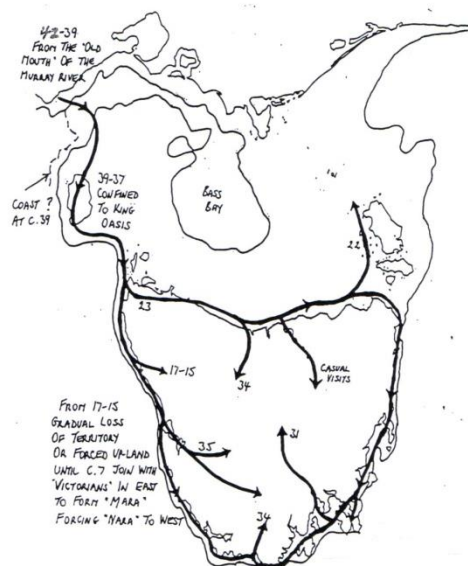 42-39
FROM THE "OLD
MOUTH" OF THE
MURRAY RIVER
39-37
CONFINED
TO KING
OASIS
COAST ?
AT C.39
BASS
BAY
22
23
17-15
34
CASUAL
VISITS
31
35
34
FROM 17-15
GRADUAL LOSS
OF TERRITORY
OR FORCED UP-LAND
UNTIL C.7 JOIN WITH
"VICTORIANS" IN EAST
TO FORM "MARA"
FORCING "NARA" TO WEST